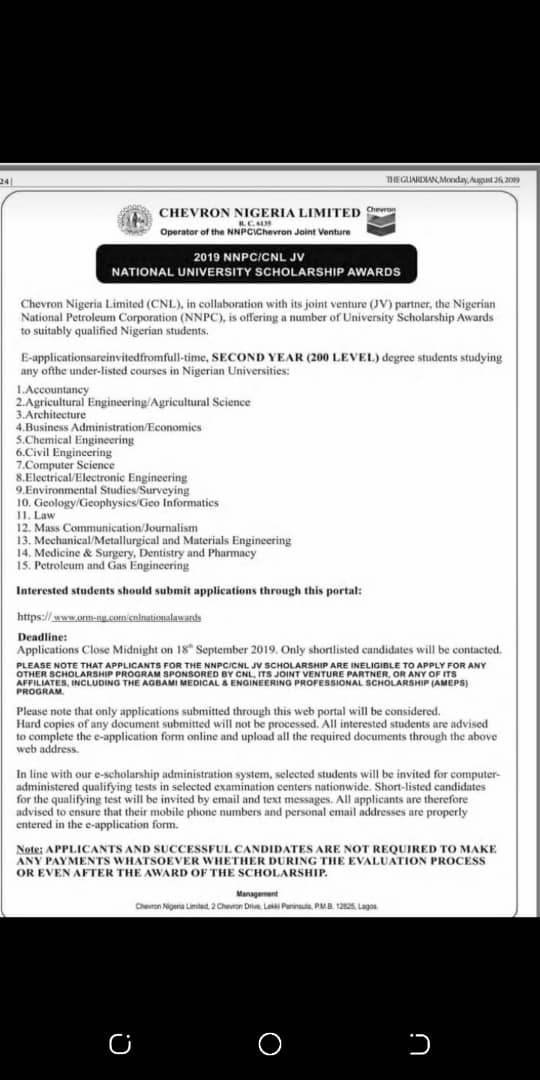 24|
THE GUARDIAN, Monday, August 26, 2019
CHEVRON NIGERIA LIMITED
R. C. 6135
Operator of the NNPC\Chevron Joint Venture
Chevron
2019 NNPC/CNL JV
NATIONAL UNIVERSITY SCHOLARSHIP AWARDS
Chevron Nigeria Limited (CNL), in collaboration with its joint venture (JV) partner, the Nigerian
National Petroleum Corporation (NNPC), is offering a number of University Scholarship Awards
to suitably qualified Nigerian students.
E-applicationsareinvitedfromfull-time, SECOND YEAR (200 LEVEL) degree students studying
any ofthe under-listed courses in Nigerian Universities:
1.Accountancy
2.Agricultural Engineering/Agricultural Science
3.Architecture
4.Business Administration/Economics
5.Chemical Engineering
6.Civil Engineering
7.Computer Science
8.Electrical/Electronic Engineering
9.Environmental Studies/Surveying
10. Geology/Geophysics/Geo Informatics
11. Law
12. Mass Communication/Journalism
13. Mechanical/Metallurgical and Materials Engineering
14. Medicine & Surgery, Dentistry and Pharmacy
15. Petroleum and Gas Engineering
Interested students should submit applications through this portal:
https:// www.orm-ng.com/cnlnationalawards
Deadline:
Applications Close Midnight on 18th September 2019. Only shortlisted candidates will be contacted.
PLEASE NOTE THAT APPLICANTS FOR THE NNPC/CNL JV SCHOLARSHIP ARE INELIGIBLE TO APPLY FOR ANY
OTHER SCHOLARSHIP PROGRAM SPONSORED BY CNL, ITS JOINT VENTURE PARTNER, OR ANY OF ITS
AFFILIATES, INCLUDING THE AGBAMI MEDICAL & ENGINEERING PROFESSIONAL SCHOLARSHIP (AMEPS)
PROGRAM.
Please note that only applications submitted through this web portal will be considered.
Hard copies of any document submitted will not be processed. All interested students are advised
to complete the e-application form online and upload all the required documents through the above
web address.
In line with our e-scholarship administration system, selected students will be invited for computer-
administered qualifying tests in selected examination centers nationwide. Short-listed candidates
for the qualifying test will be invited by email and text messages. All applicants are therefore
advised to ensure that their mobile phone numbers and personal email addresses are properly
entered in the e-application form.
Note: APPLICANTS AND SUCCESSFUL CANDIDATES ARE NOT REQUIRED TO MAKE
ANY PAYMENTS WHATSOEVER WHETHER DURING THE EVALUATION PROCESS
OR EVEN AFTER THE AWARD OF THE SCHOLARSHIP.
Management
Chevron Nigeria Limited, 2 Chevron Drive, Lekki Peninsula, P.M.B. 12825, Lagos.